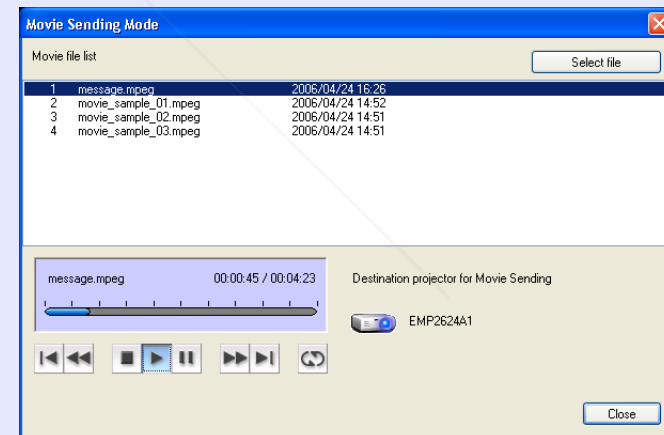 Movie Sending Mode
Movie file list
Select file
1 message.mpeg 2006/04/24 16:26
2 movie_sample_01.mpeg 2006/04/24 14:52
3 movie_sample_02.mpeg 2006/04/24 14:51
4 movie_sample_03.mpeg 2006/04/24 14:51
message.mpeg 00:00:45 / 00:04:23
Destination projector for Movie Sending
EMP2624A1
Close